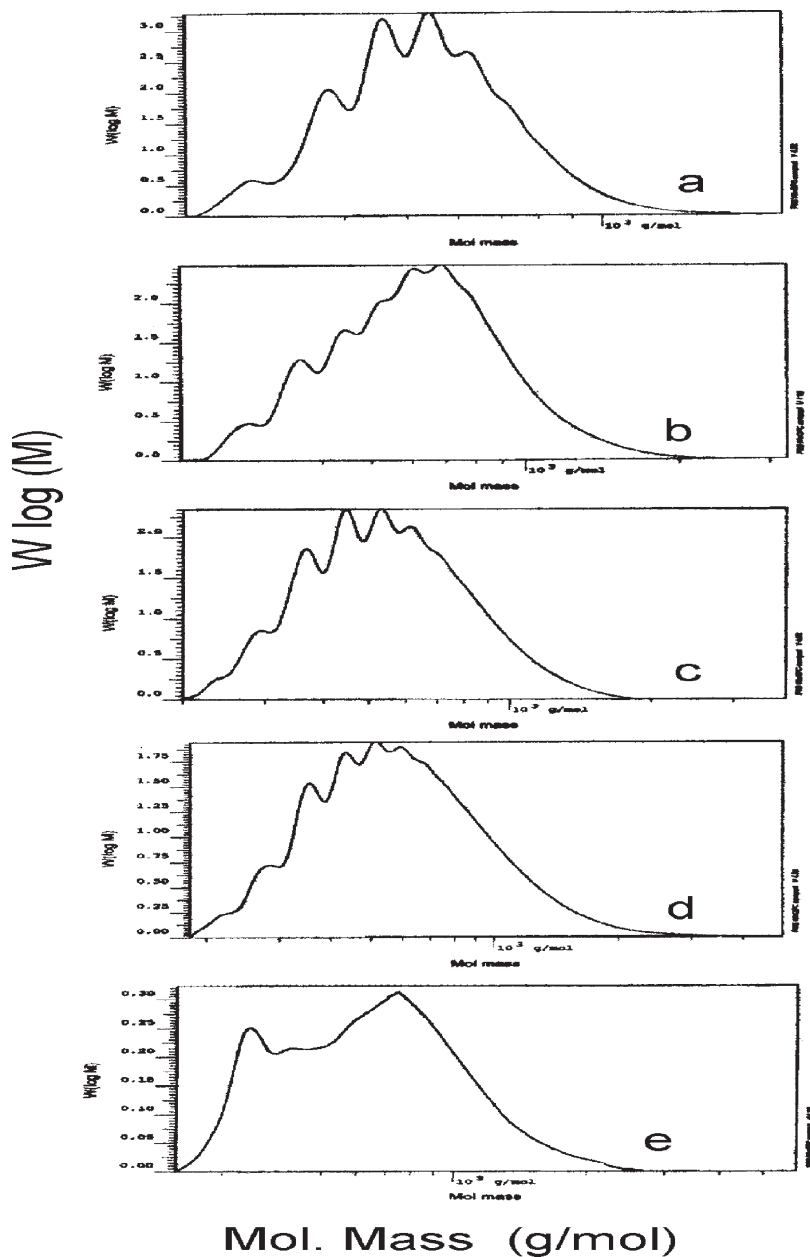 W log (M)
3.0
2.5
2.0
1.5
1.0
0.5
0.0
W(log M)
a
10³ g/mol
Mol mass
2.0
1.5
1.0
0.5
0.0
W(log M)
b
10³ g/mol
Mol mass
2.0
1.5
1.0
0.5
0.0
W(log M)
c
10³ g/mol
Mol mass
1.75
1.50
1.25
1.00
0.75
0.50
0.25
0.00
W(log M)
d
10³ g/mol
Mol mass
0.30
0.25
0.20
0.15
0.10
0.05
0.00
W(log M)
e
10³ g/mol
Mol mass
Mol. Mass (g/mol)